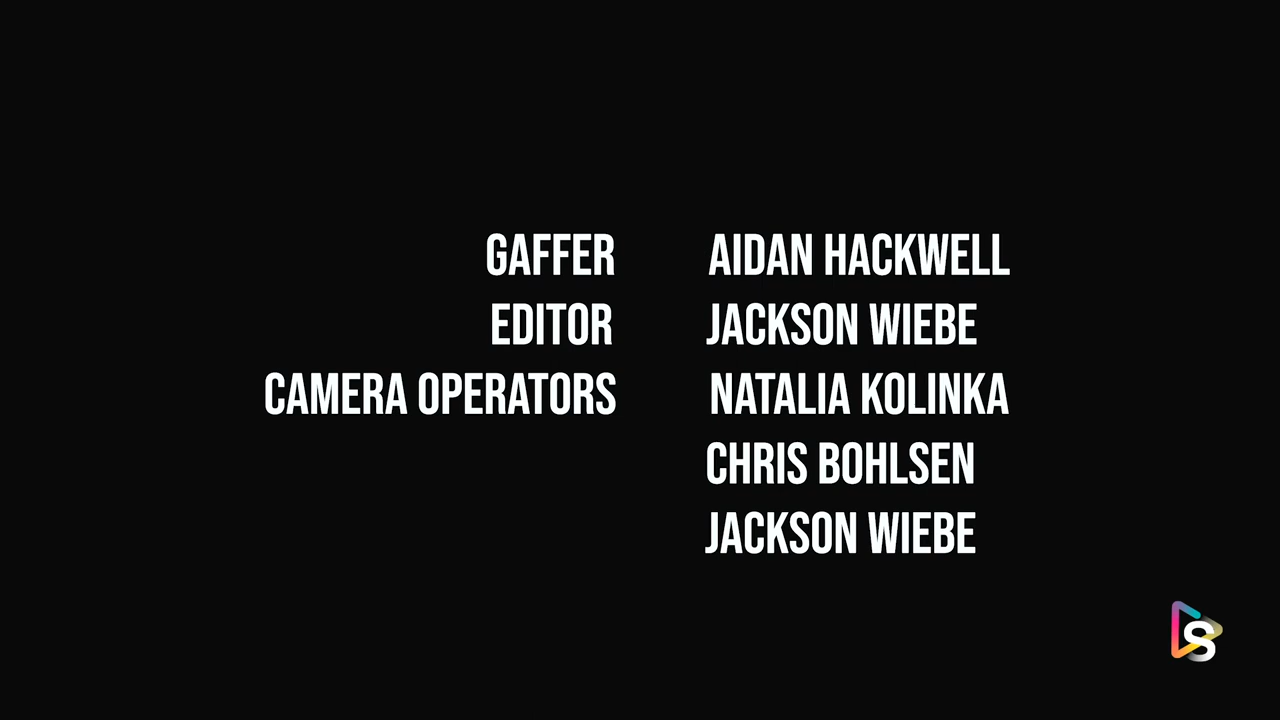 GAFFER AIDAN HACKWELL
EDITOR JACKSON WIEBE
CAMERA OPERATORS NATALIA KOLINKA
CHRIS BOHLSEN
JACKSON WIEBE
S